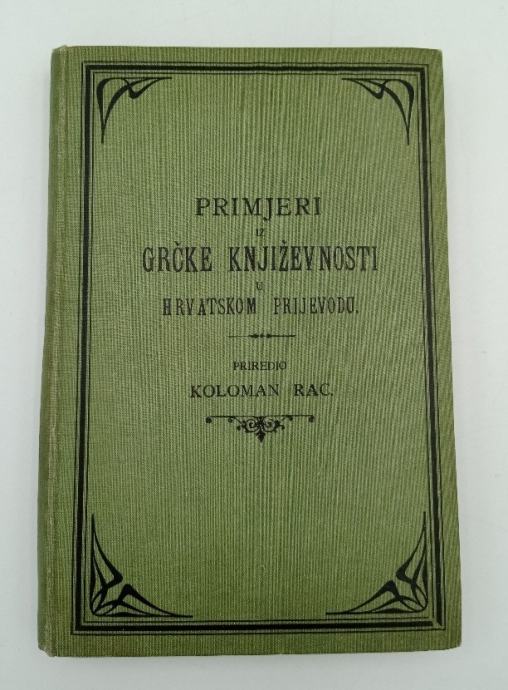 PRIMJERI
IZ
GRČKE KNJIŽEVNOSTI
U
HRVATSKOM PRIJEVODU.
PRIREDIO
KOLOMAN RAC.